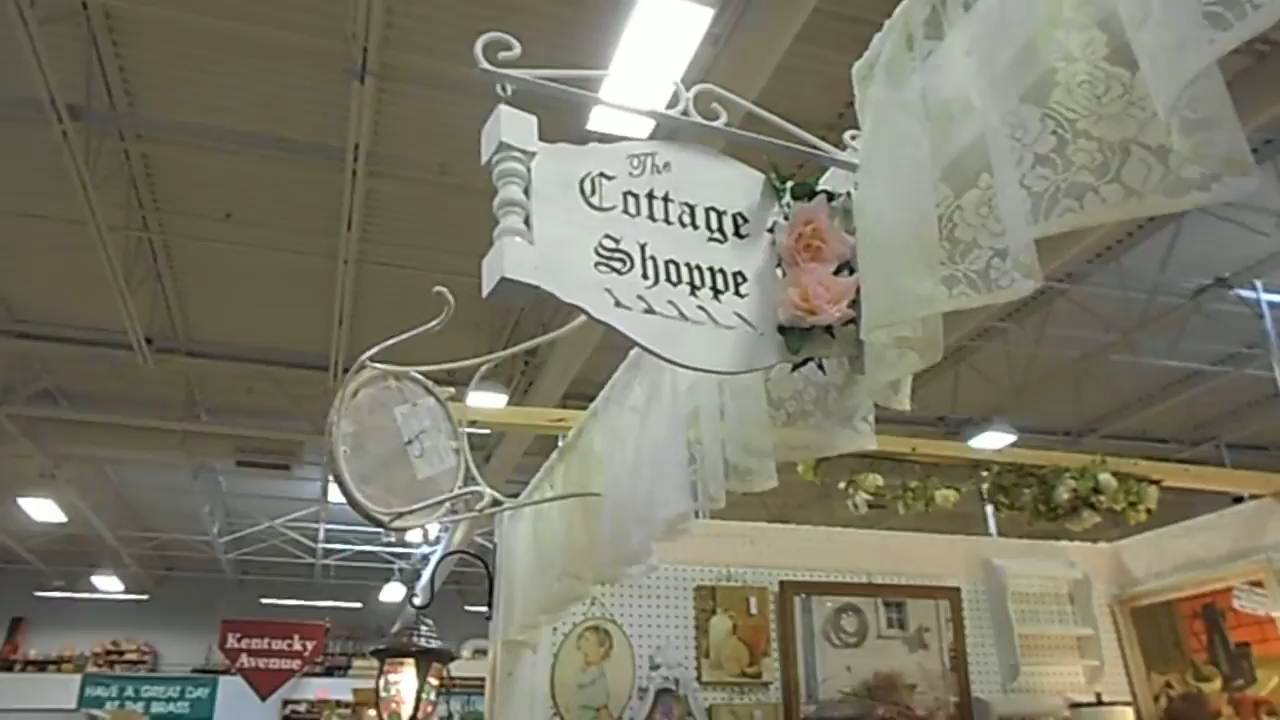 The
Cottage
Shoppe
Kentucky
Avenue
HAVE A GREAT DAY
AT THE BRASS